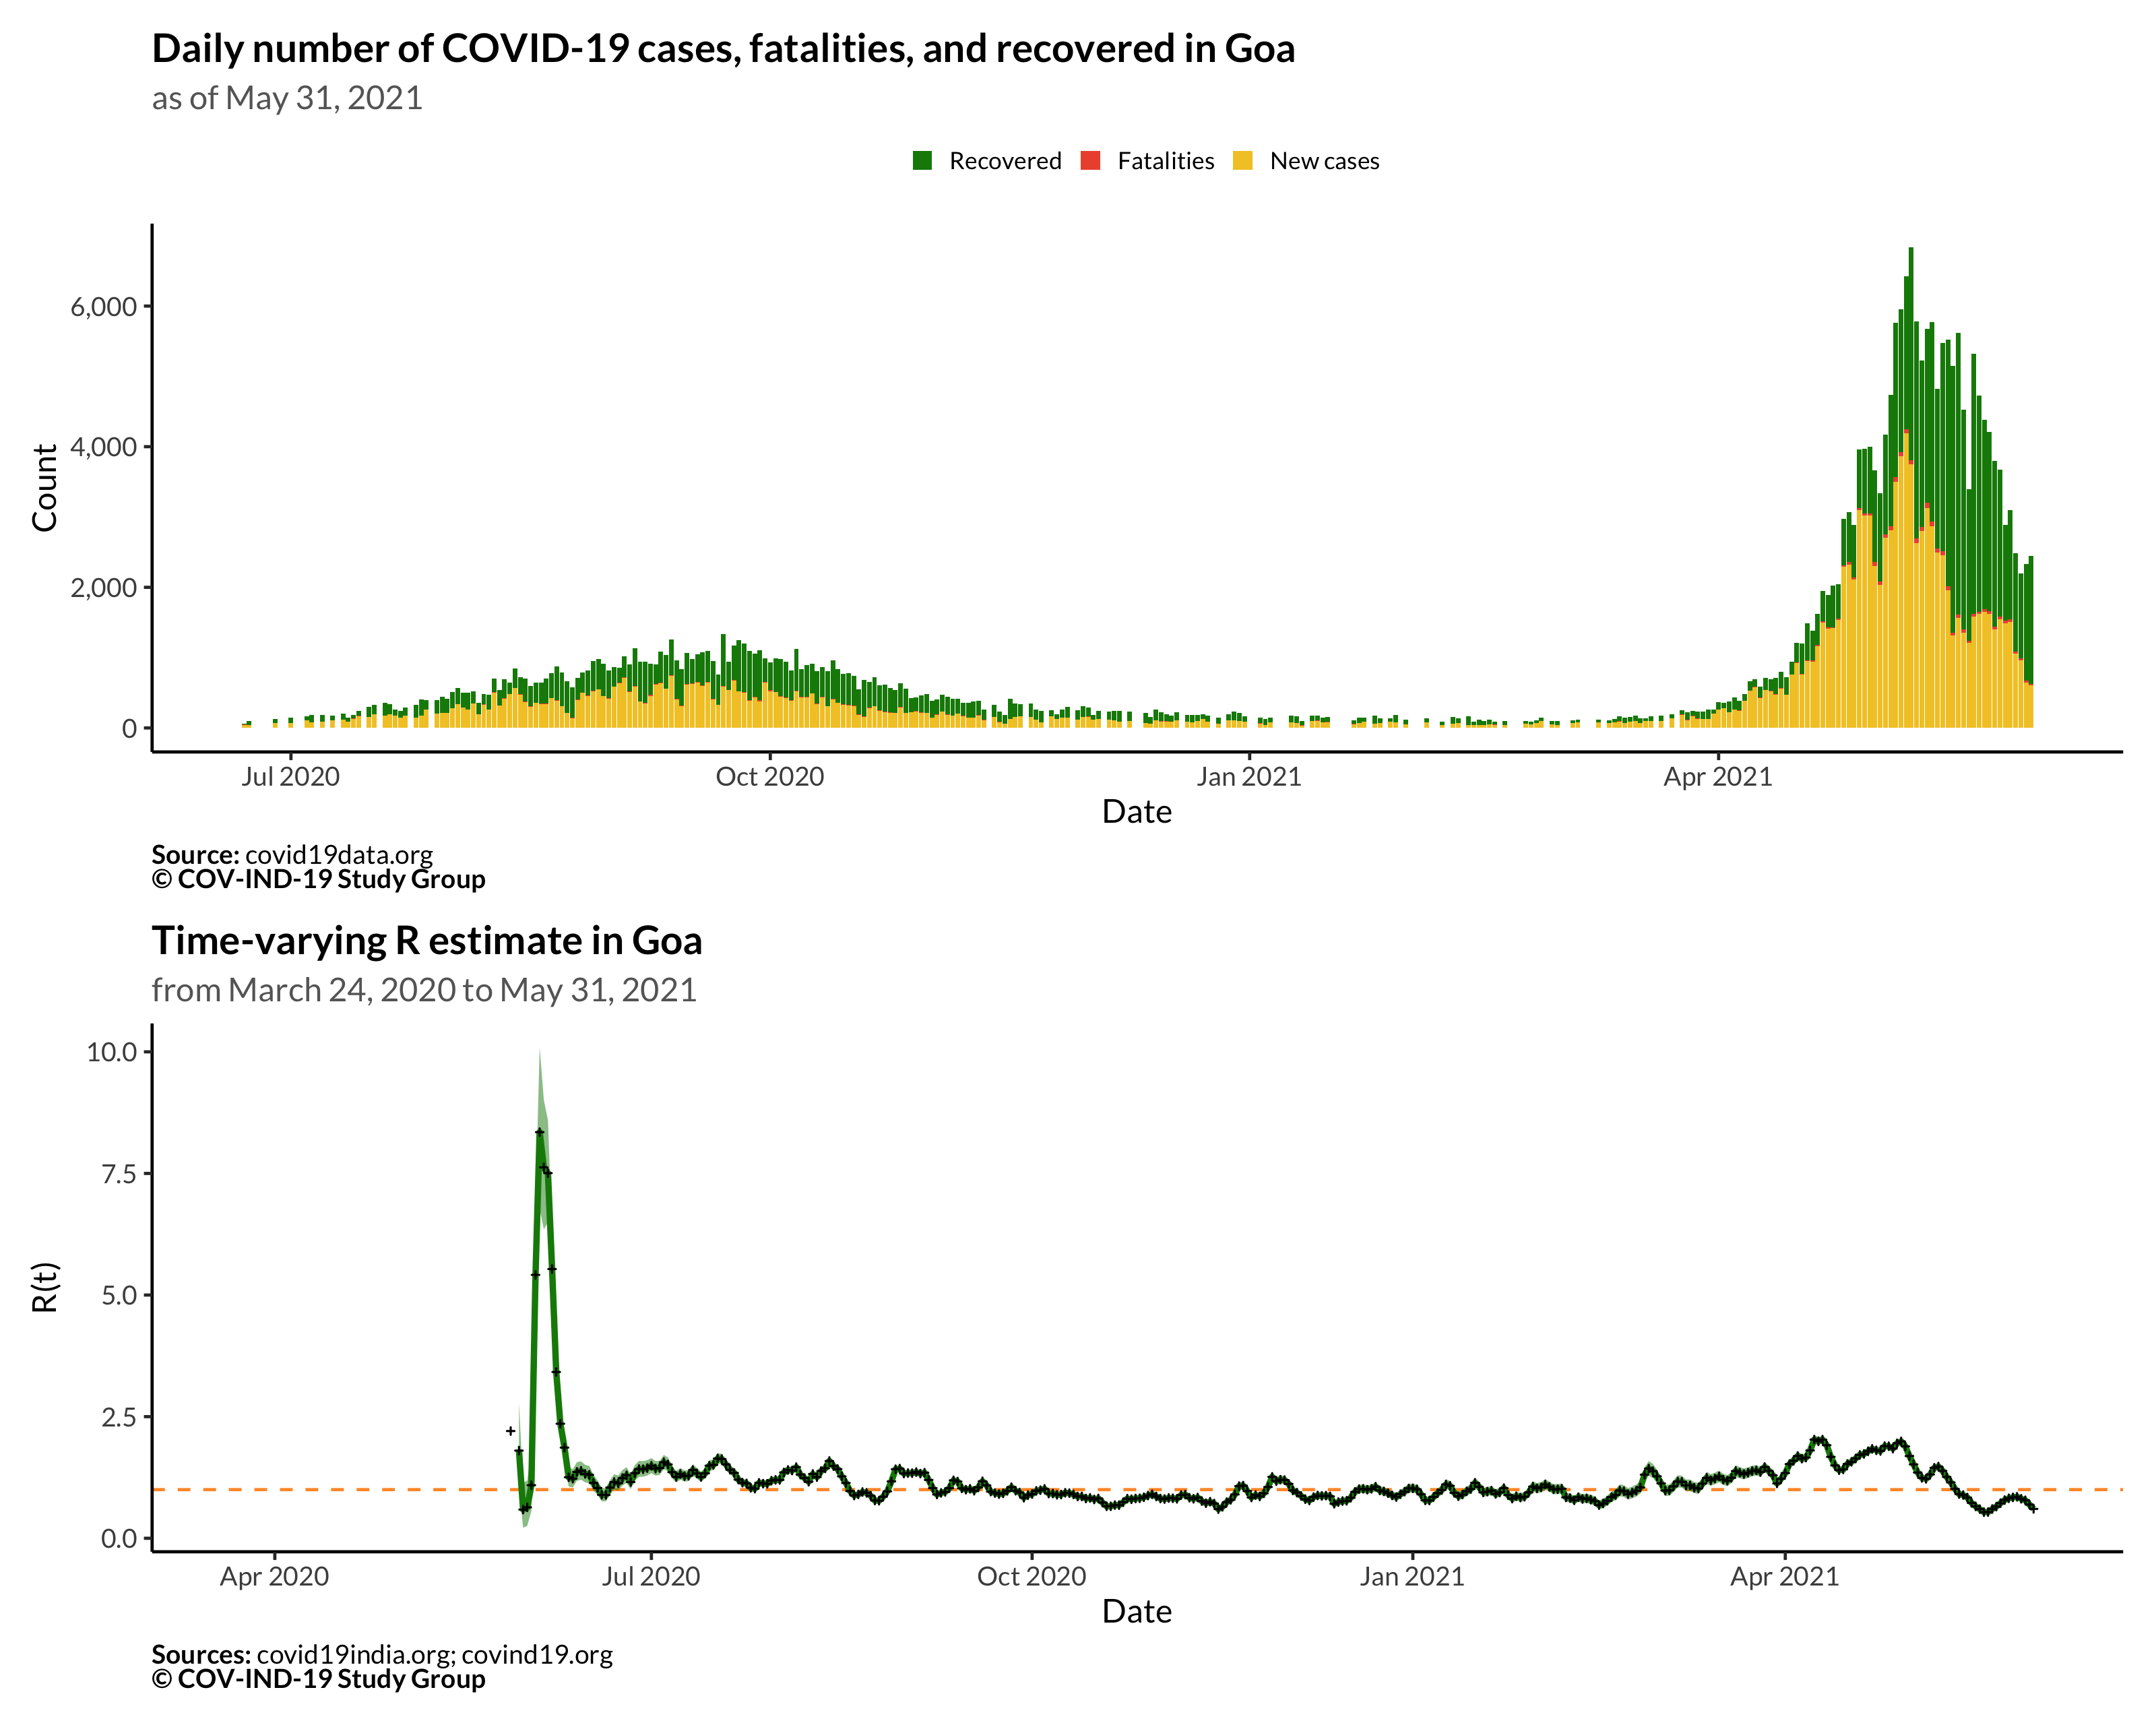 Daily number of COVID-19 cases, fatalities, and recovered in Goa
as of May 31, 2021
Recovered Fatalities New cases
Count
6,000
4,000
2,000
0
Jul 2020 Oct 2020 Jan 2021 Apr 2021
Date
Source: covid19data.org
© COV-IND-19 Study Group
Time-varying R estimate in Goa
from March 24, 2020 to May 31, 2021
R(t)
10.0
7.5
5.0
2.5
0.0
Apr 2020 Jul 2020 Oct 2020 Jan 2021 Apr 2021
Date
Sources: covid19india.org; covind19.org
© COV-IND-19 Study Group